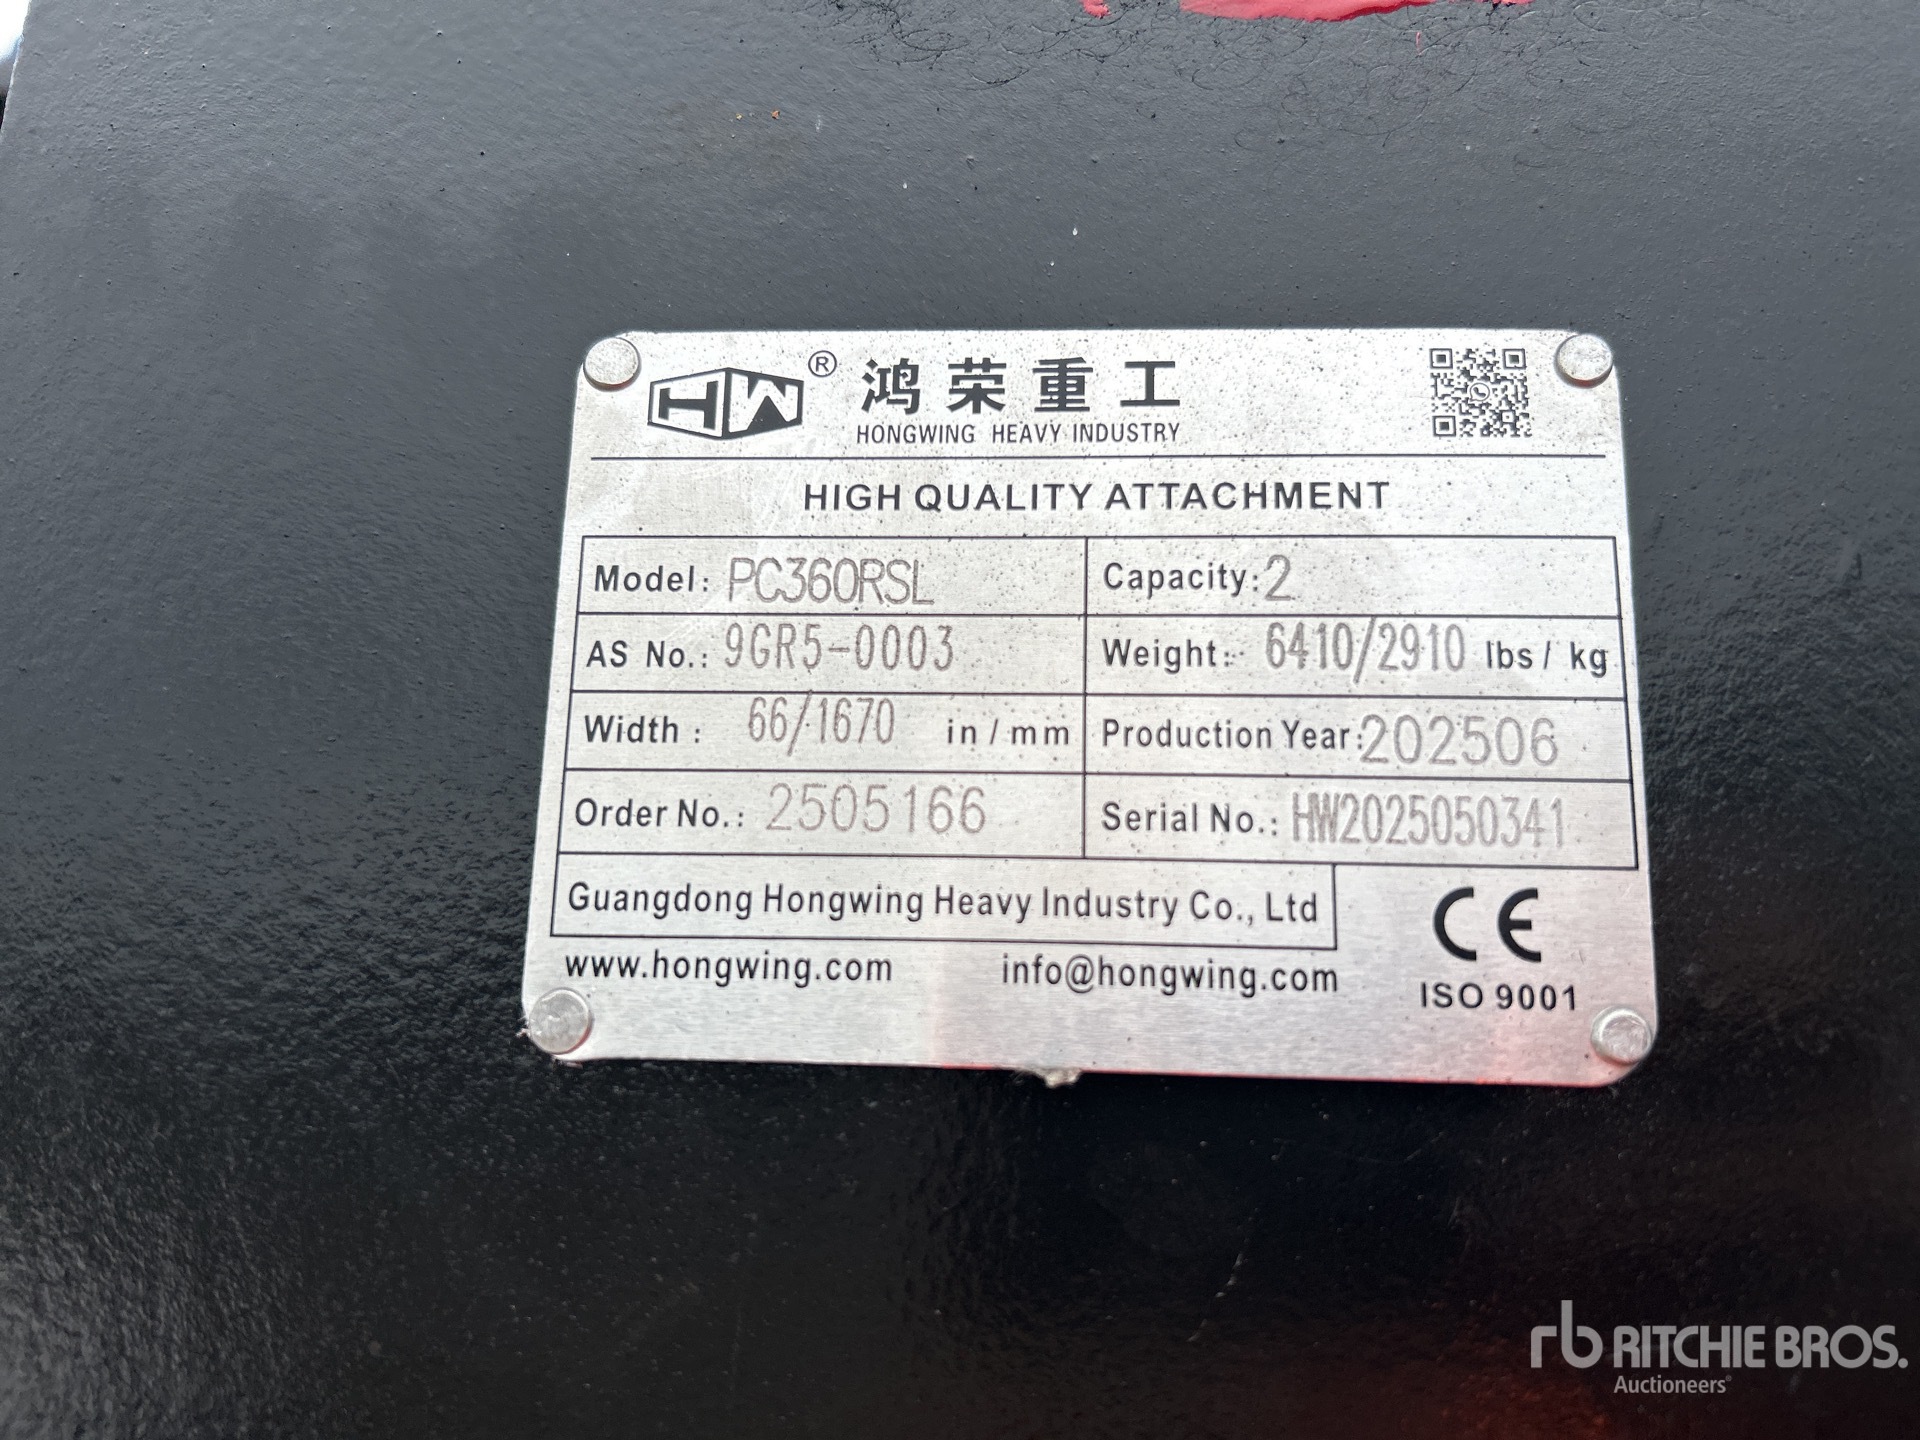 HW® 鸿荣重工
HONGWING HEAVY INDUSTRY
HIGH QUALITY ATTACHMENT
Model: PC360RSL Capacity: 2
AS No.: 9GR5-0003 Weight: 6410/2910 lbs/ kg
Width : 66/1670 in / mm Production Year: 202506
Order No.: 2505166 Serial No.: HW2025050341
Guangdong Hongwing Heavy Industry Co., Ltd
CE
www.hongwing.com info@hongwing.com
ISO 9001
rb RITCHIE BROS.
Auctioneers®